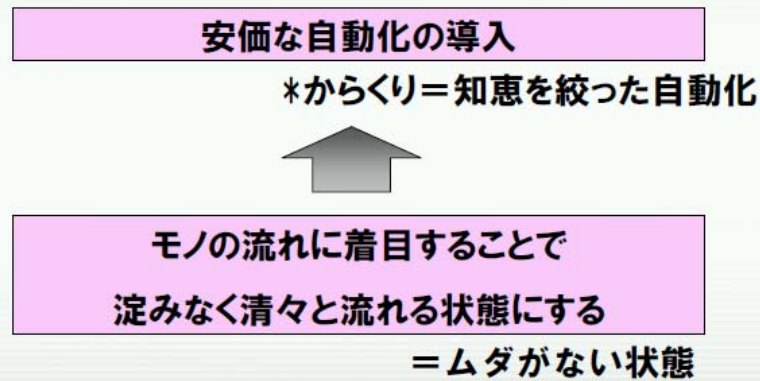 安価な自動化の導入
*からくり＝知恵を絞った自動化
モノの流れに着目することで
淀みなく清々と流れる状態にする
＝ムダがない状態